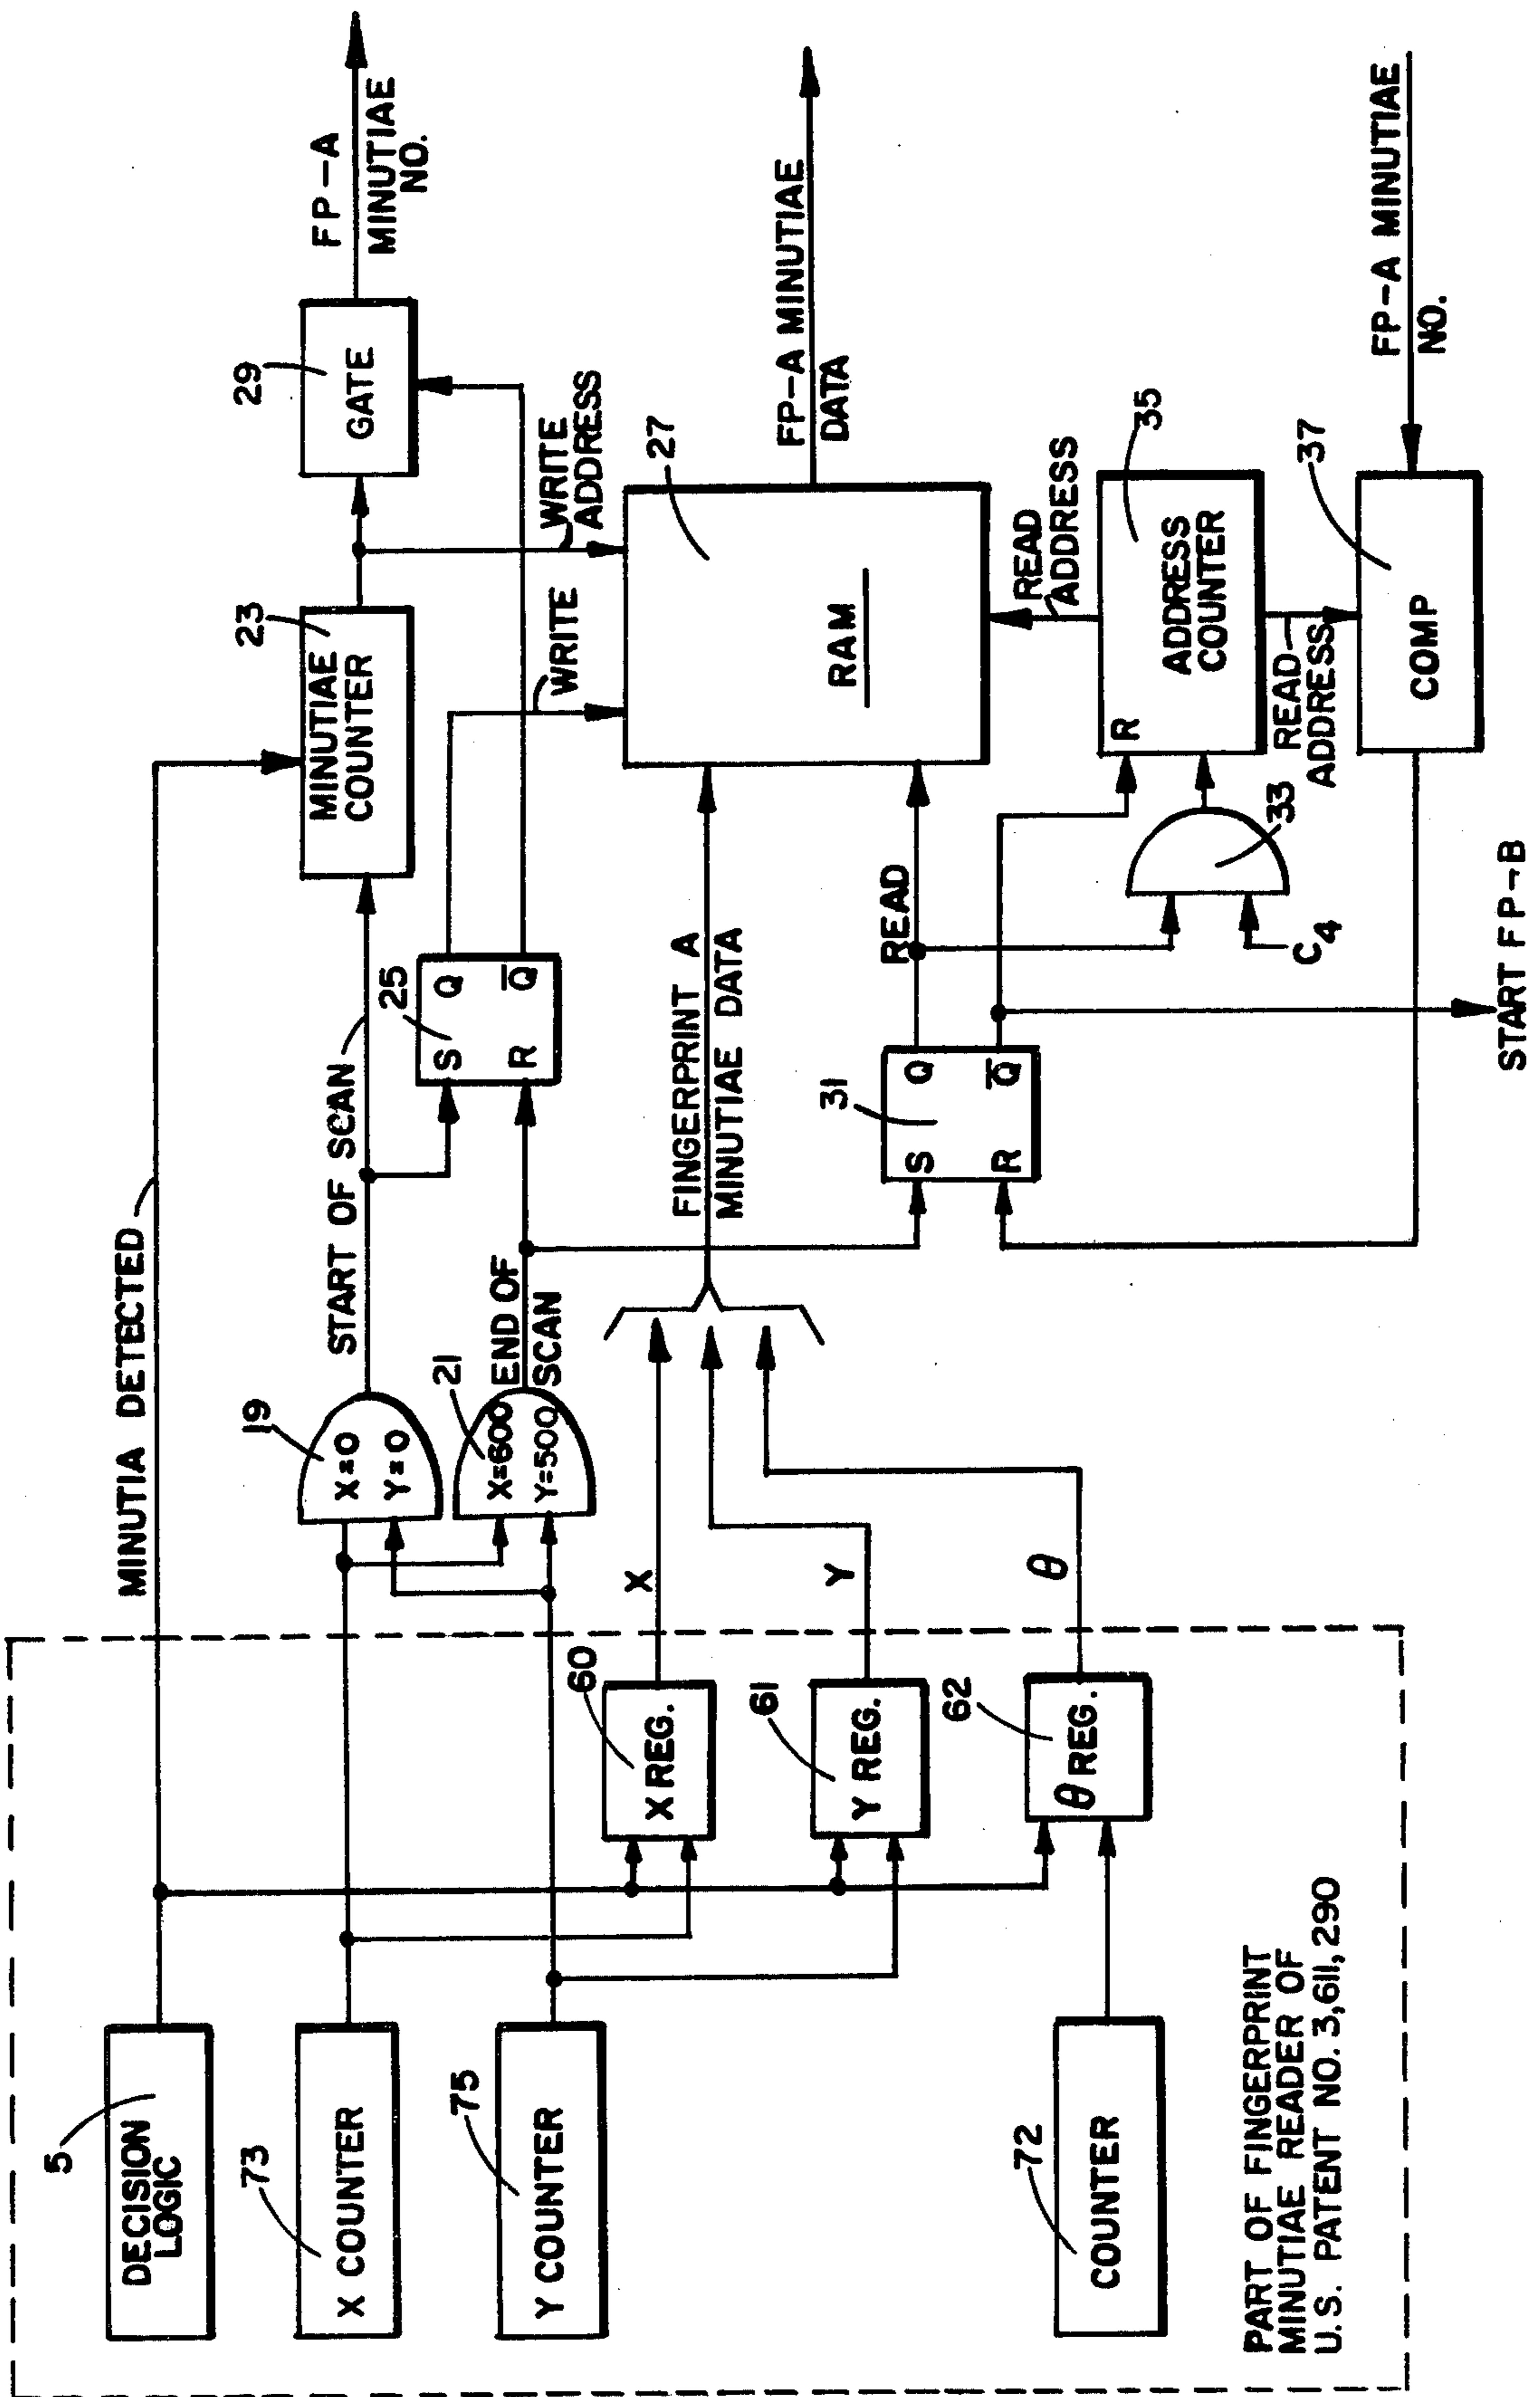 MINUTIA DETECTED
5
DECISION
LOGIC
73
X COUNTER
75
Y COUNTER
72
COUNTER
60
X REG.
61
Y REG.
62
θ REG.
PART OF FINGERPRINT
MINUTIAE READER OF
U.S. PATENT NO. 3,611,290
X
Y
θ
19
X=0
Y=0
21
X=600
Y=500
START OF SCAN
END OF
SCAN
FINGERPRINT A
MINUTIAE DATA
25
S
Q
R
Q̅
23
MINUTIAE
COUNTER
29
GATE
FP-A
MINUTIAE
NO.
WRITE
WRITE
ADDRESS
27
RAM
FP-A MINUTIAE
DATA
31
S
Q
R
Q̅
READ
33
C4
R
35
ADDRESS
COUNTER
READ
ADDRESS
READ
ADDRESS
37
COMP
FP-A MINUTIAE
NO.
START FP-B